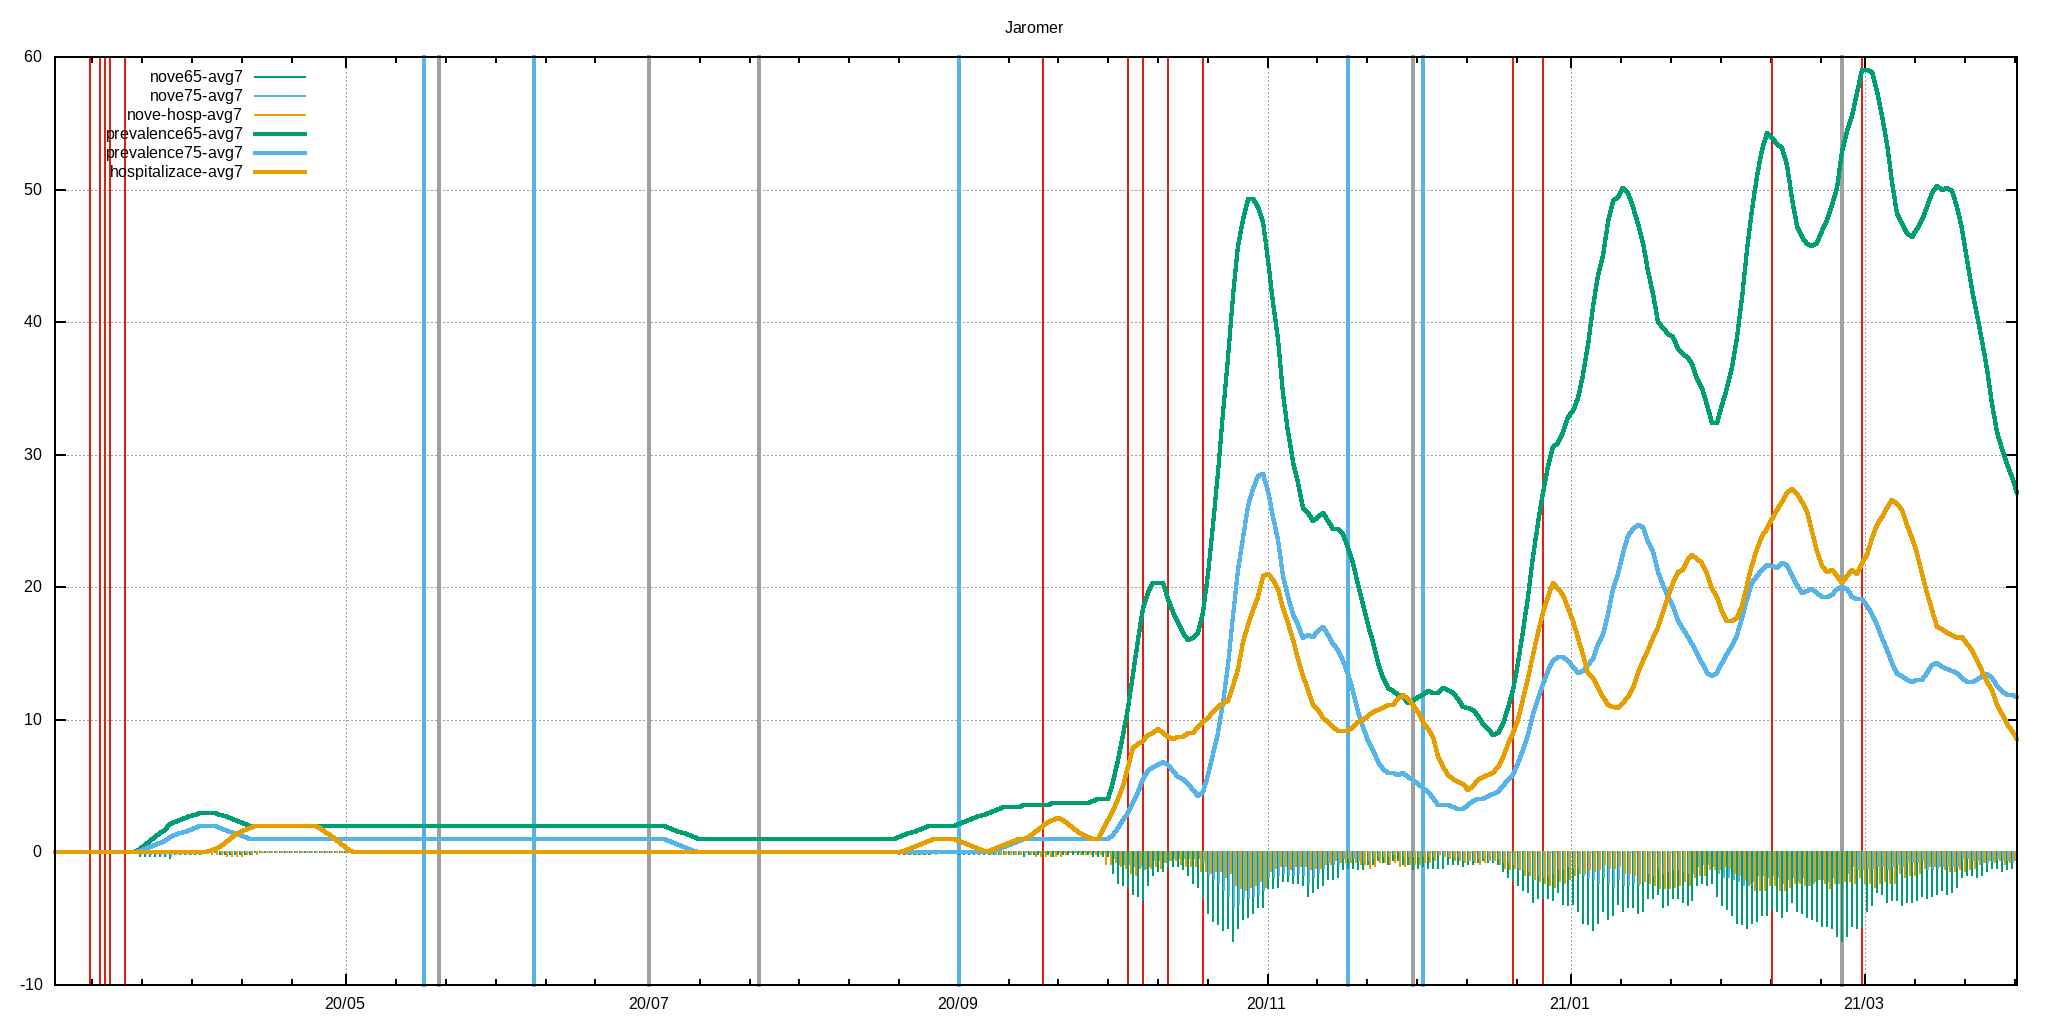 Jaromer
60
50
40
30
20
10
0
-10
nove65-avg7
nove75-avg7
nove-hosp-avg7
prevalence65-avg7
prevalence75-avg7
hospitalizace-avg7
20/05 20/07 20/09 20/11 21/01 21/03